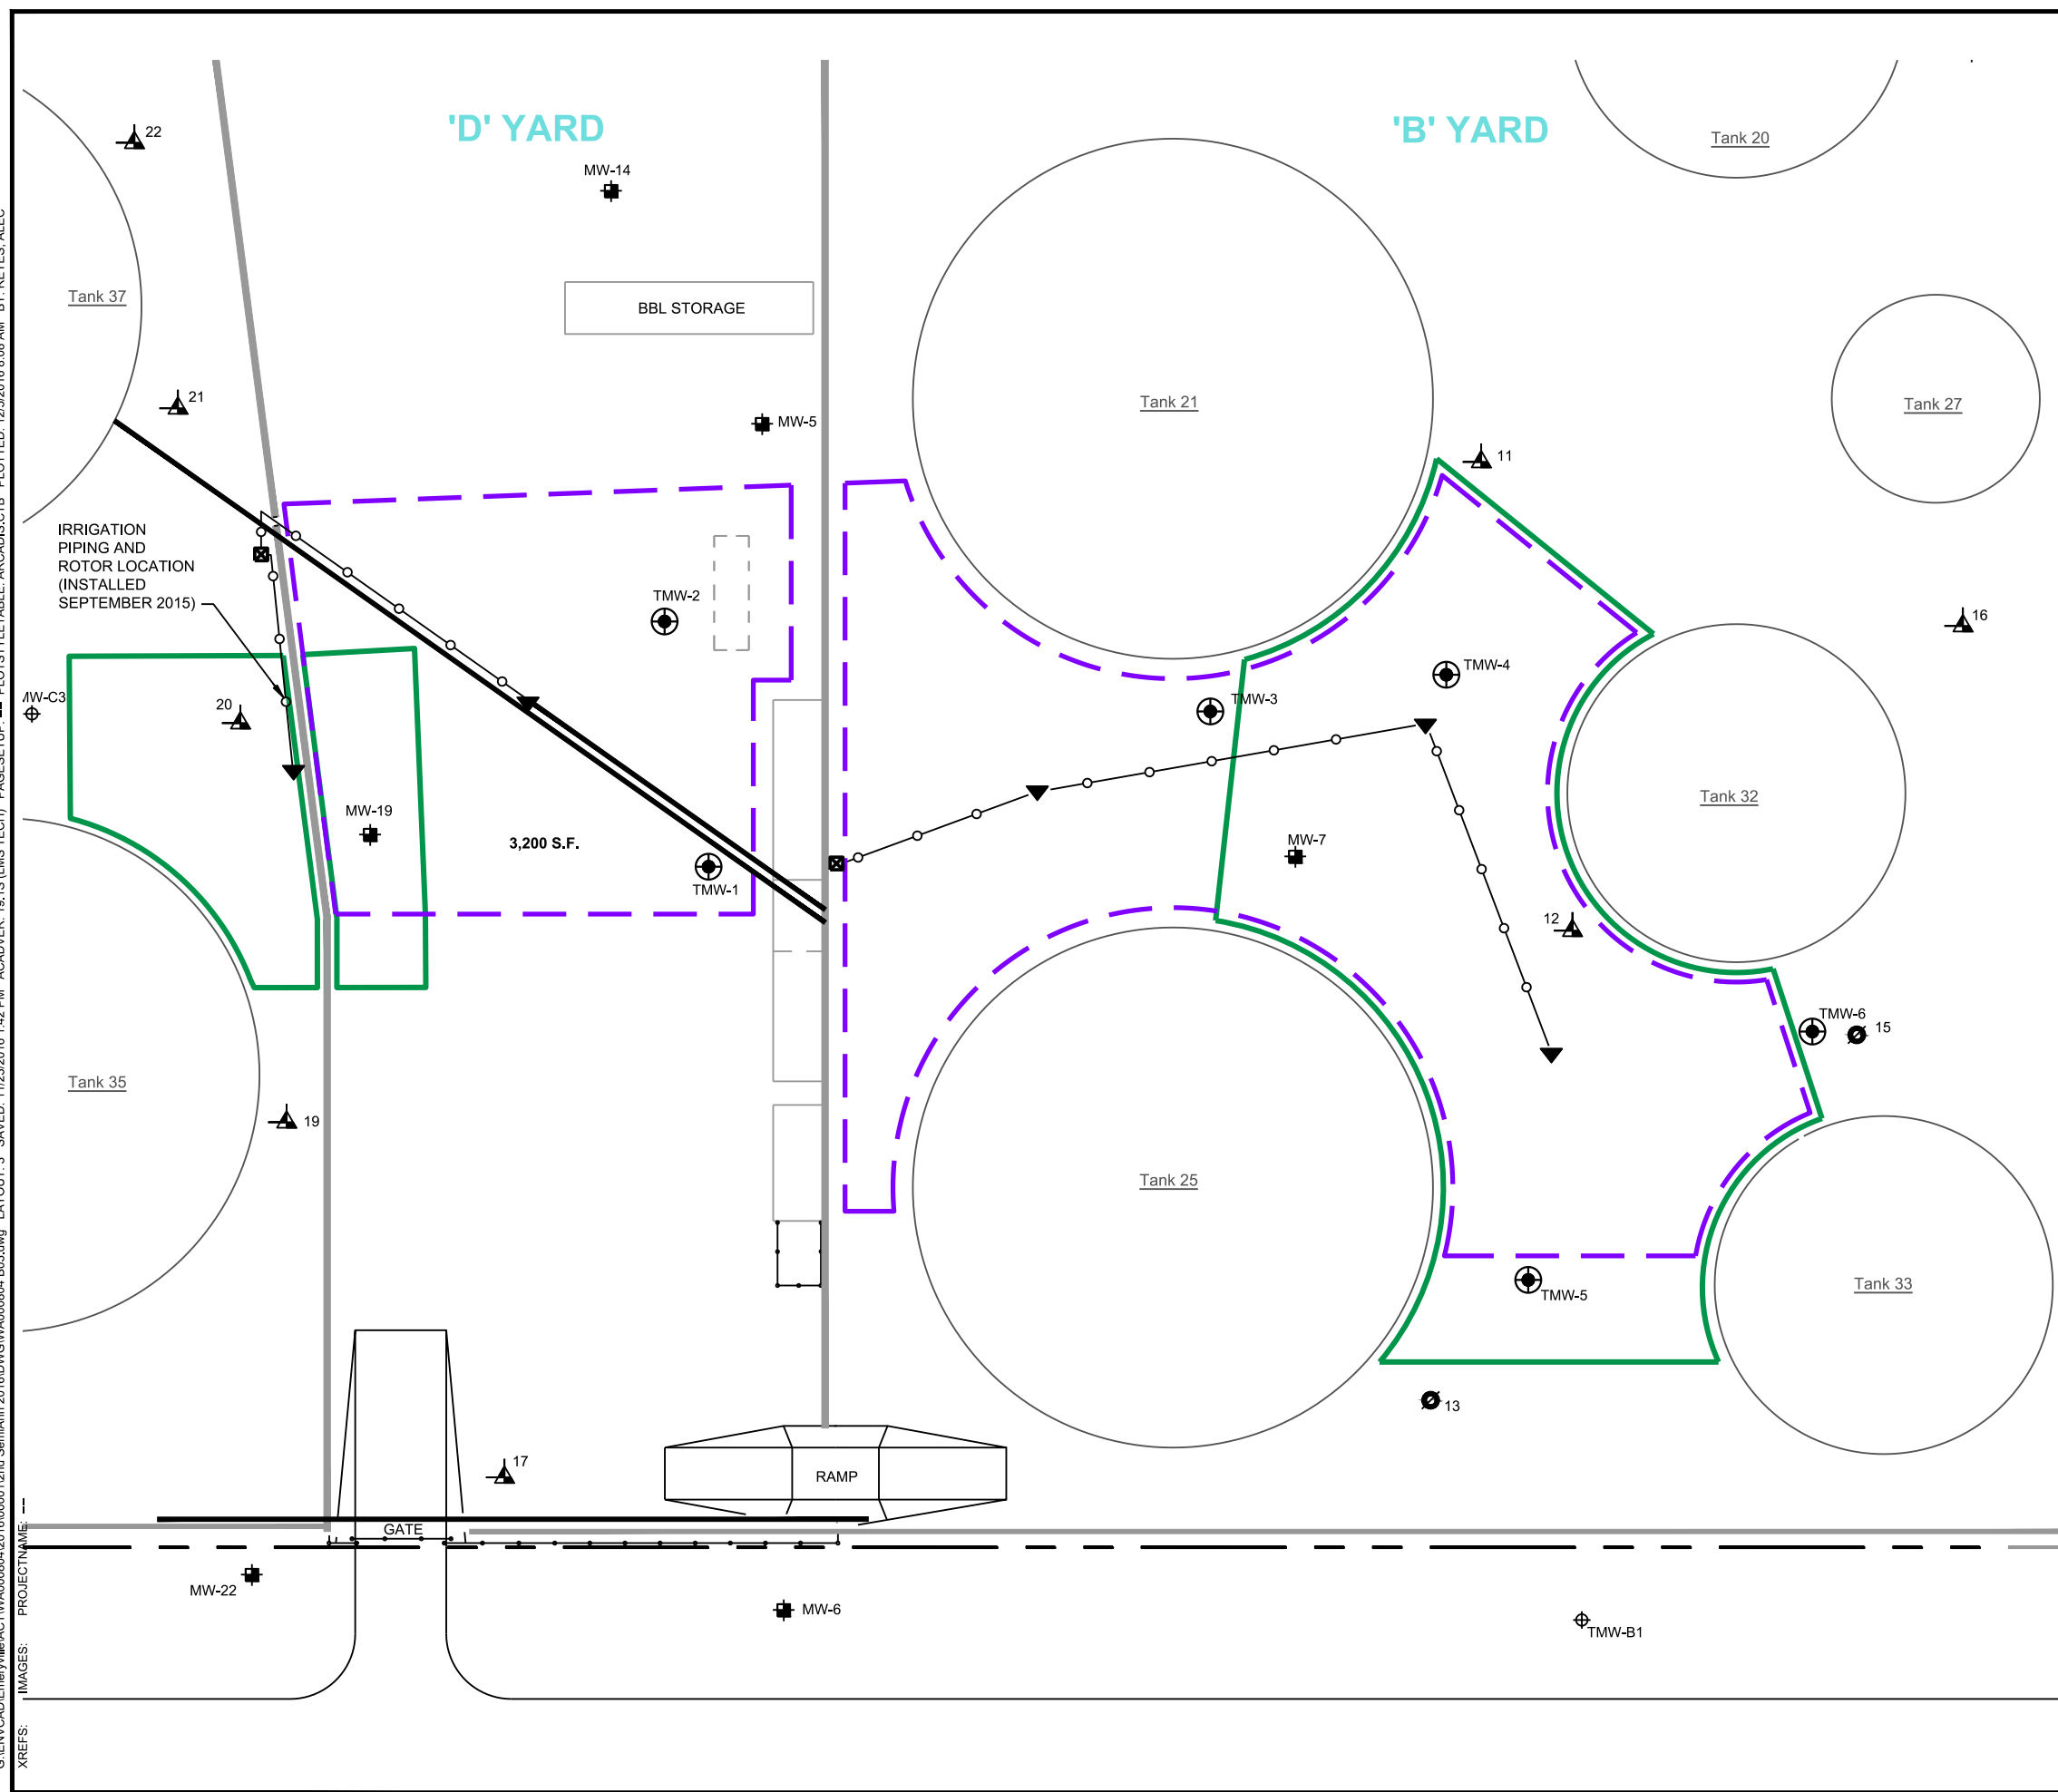 'D' YARD
'B' YARD
22
MW-14
Tank 20
Tank 37
BBL STORAGE
21
MW-5
Tank 21
Tank 27
11
IRRIGATION
PIPING AND
ROTOR LOCATION
(INSTALLED
SEPTEMBER 2015)
TMW-2
16
TMW-4
MW-C3
20
TMW-3
Tank 32
MW-19
3,200 S.F.
MW-7
TMW-1
12
TMW-6
15
Tank 35
19
Tank 25
Tank 33
TMW-5
13
17
RAMP
GATE
MW-22
MW-6
TMW-B1
XREFS:
IMAGES:
PROJECTNAME: --